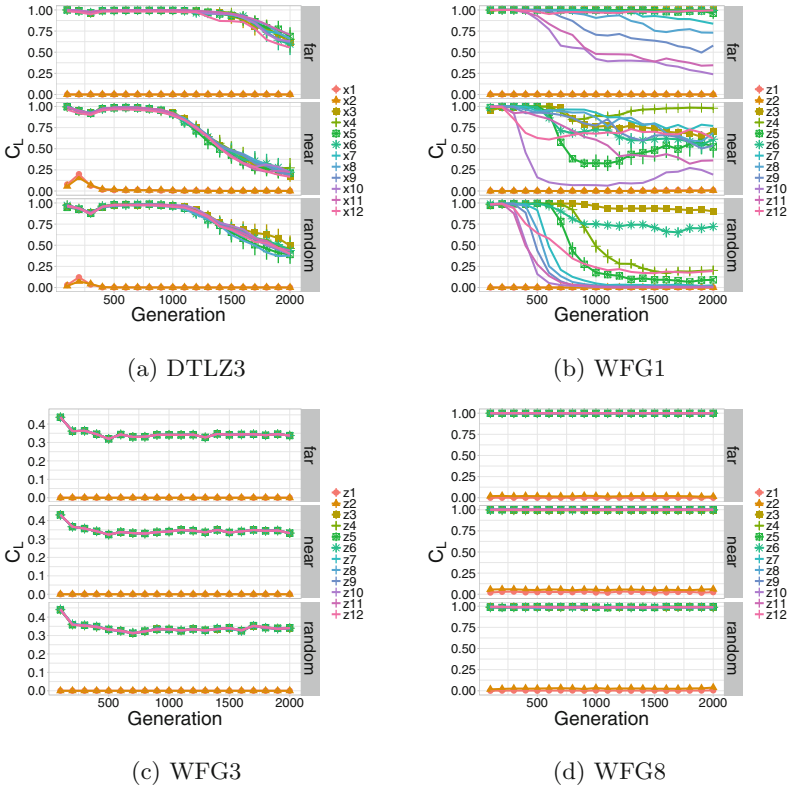 1.00
0.75
0.50
0.25
0.00
far
1.00
0.75
0.50
0.25
0.00
near
1.00
0.75
0.50
0.25
0.00
random
C_L
500 1000 1500 2000
Generation
x1
x2
x3
x4
x5
x6
x7
x8
x9
x10
x11
x12
(a) DTLZ3
1.00
0.75
0.50
0.25
0.00
far
1.00
0.75
0.50
0.25
0.00
near
1.00
0.75
0.50
0.25
0.00
random
C_L
500 1000 1500 2000
Generation
z1
z2
z3
z4
z5
z6
z7
z8
z9
z10
z11
z12
(b) WFG1
0.4
0.3
0.2
0.1
0.0
far
0.4
0.3
0.2
0.1
0.0
near
0.4
0.3
0.2
0.1
0.0
random
C_L
500 1000 1500 2000
Generation
z1
z2
z3
z4
z5
z6
z7
z8
z9
z10
z11
z12
(c) WFG3
1.00
0.75
0.50
0.25
0.00
far
1.00
0.75
0.50
0.25
0.00
near
1.00
0.75
0.50
0.25
0.00
random
C_L
500 1000 1500 2000
Generation
z1
z2
z3
z4
z5
z6
z7
z8
z9
z10
z11
z12
(d) WFG8